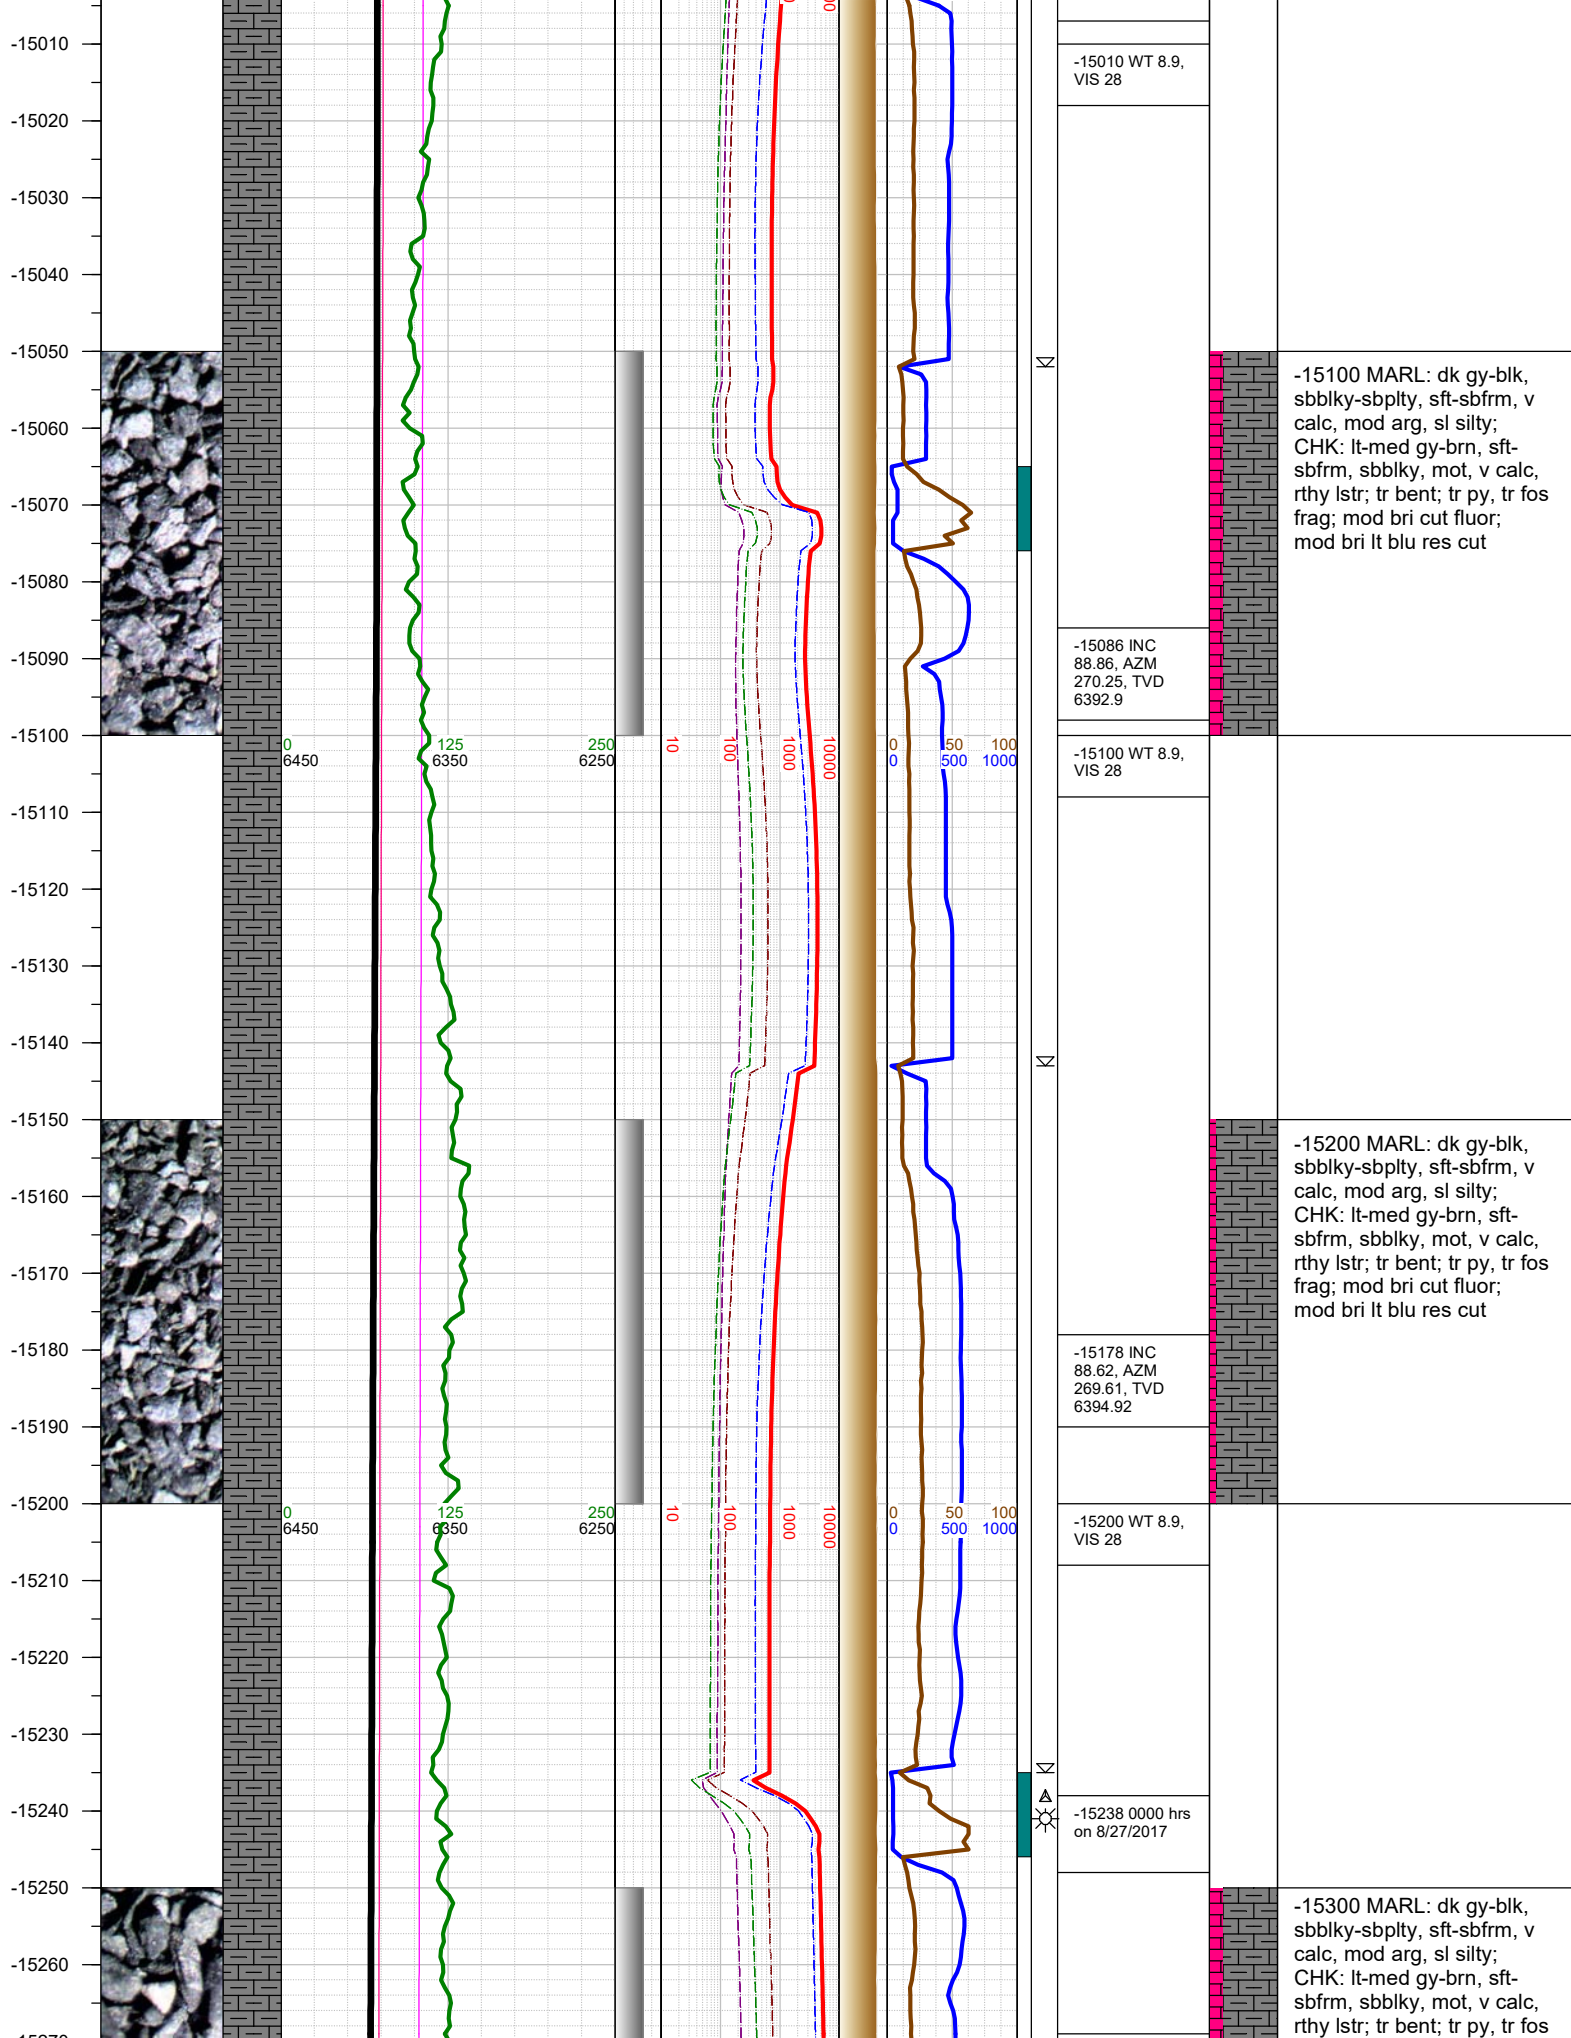 -15010
-15020
-15030
-15040
-15050
-15060
-15070
-15080
-15090
-15100
-15110
-15120
-15130
-15140
-15150
-15160
-15170
-15180
-15190
-15200
-15210
-15220
-15230
-15240
-15250
-15260
-15010 WT 8.9,
VIS 28
-15100 MARL: dk gy-blk,
sbblky-sbplty, sft-sbfrm, v
calc, mod arg, sl silty;
CHK: lt-med gy-brn, sft-
sbfrm, sbblky, mot, v calc,
rthy lstr; tr bent; tr py, tr fos
frag; mod bri cut fluor;
mod bri lt blu res cut
-15086 INC
88.86, AZM
270.25, TVD
6392.9
0 125 250
6450 6350 6250
10 100 1000 10000
0 50 100
0 500 1000
-15100 WT 8.9,
VIS 28
-15200 MARL: dk gy-blk,
sbblky-sbplty, sft-sbfrm, v
calc, mod arg, sl silty;
CHK: lt-med gy-brn, sft-
sbfrm, sbblky, mot, v calc,
rthy lstr; tr bent; tr py, tr fos
frag; mod bri cut fluor;
mod bri lt blu res cut
-15178 INC
88.62, AZM
269.61, TVD
6394.92
0 125 250
6450 6350 6250
10 100 1000 10000
0 50 100
0 500 1000
-15200 WT 8.9,
VIS 28
-15238 0000 hrs
on 8/27/2017
-15300 MARL: dk gy-blk,
sbblky-sbplty, sft-sbfrm, v
calc, mod arg, sl silty;
CHK: lt-med gy-brn, sft-
sbfrm, sbblky, mot, v calc,
rthy lstr; tr bent; tr py, tr fos